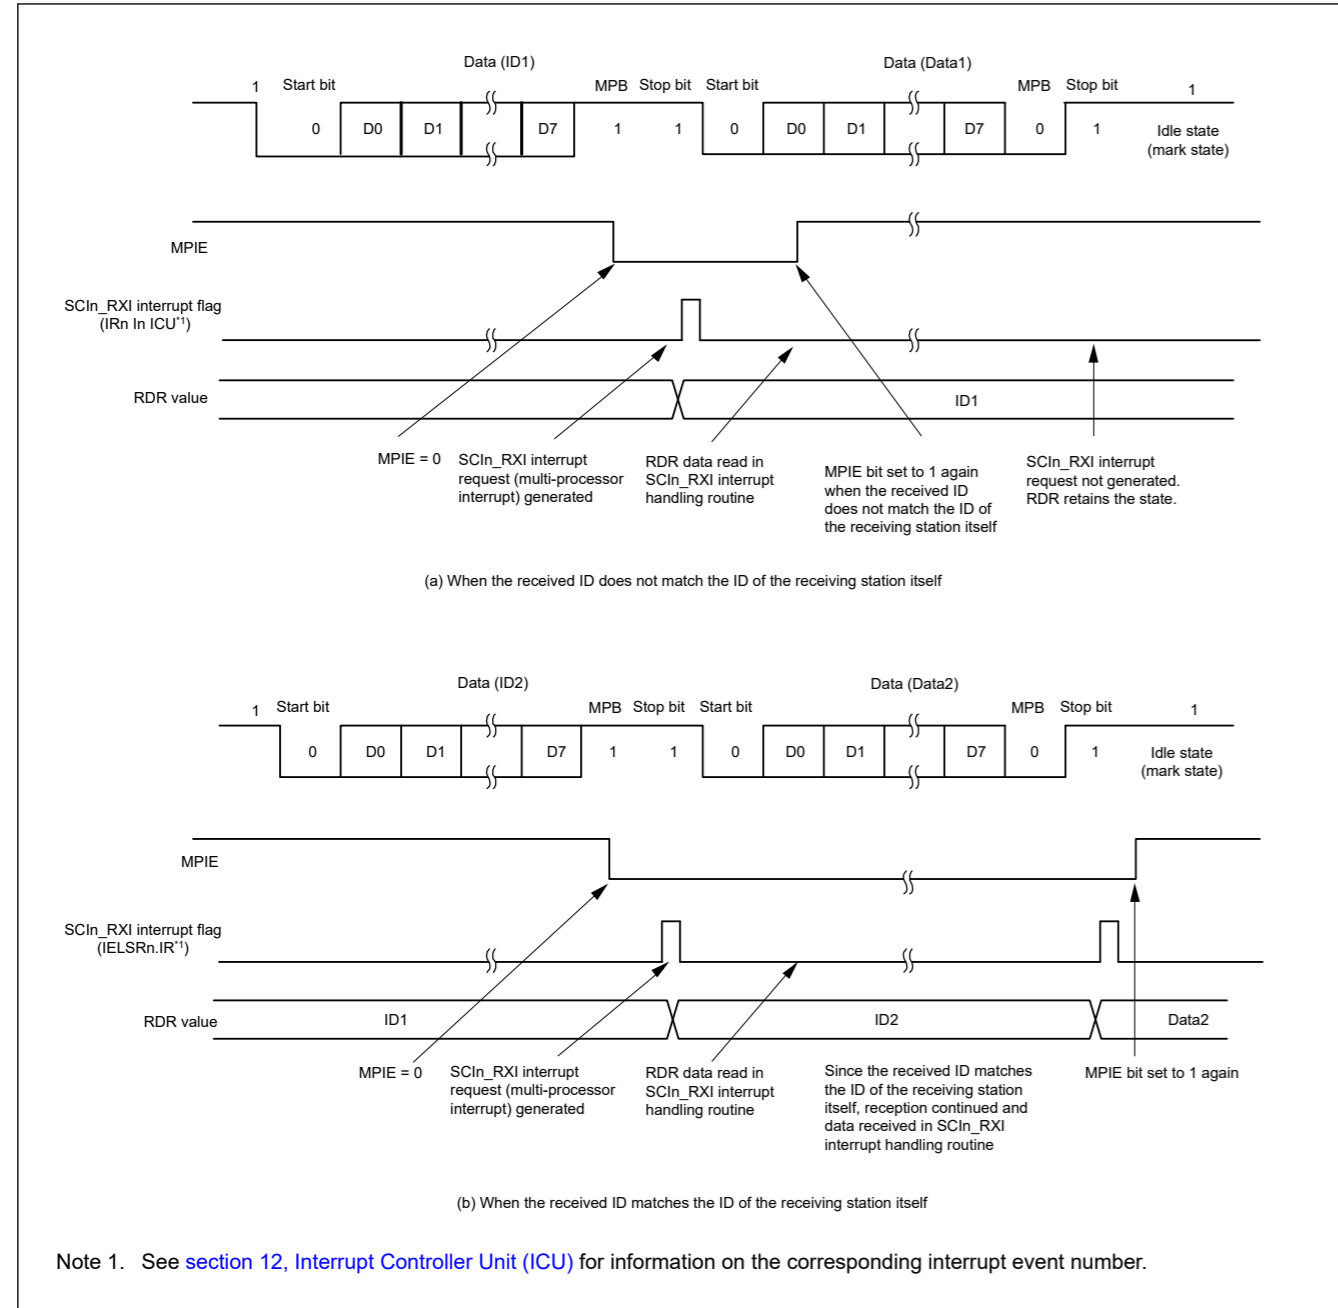 Data (ID1) Data (Data1)
1 Start bit MPB Stop bit Start bit MPB Stop bit 1
0 D0 D1 D7 1 1 0 D0 D1 D7 0 1 Idle state
(mark state)
MPIE
SCIn_RXI interrupt flag
(IRn In ICU*1)
RDR value ID1
MPIE = 0
SCIn_RXI interrupt
request (multi-processor
interrupt) generated
RDR data read in
SCIn_RXI interrupt
handling routine
MPIE bit set to 1 again
when the received ID
does not match the ID of
the receiving station itself
SCIn_RXI interrupt
request not generated.
RDR retains the state.
(a) When the received ID does not match the ID of the receiving station itself
Data (ID2) Data (Data2)
1 Start bit MPB Stop bit Start bit MPB Stop bit 1
0 D0 D1 D7 1 1 0 D0 D1 D7 0 1 Idle state
(mark state)
MPIE
SCIn_RXI interrupt flag
(IELSRn.IR*1)
RDR value ID1 ID2 Data2
MPIE = 0
SCIn_RXI interrupt
request (multi-processor
interrupt) generated
RDR data read in
SCIn_RXI interrupt
handling routine
Since the received ID matches
the ID of the receiving station
itself, reception continued and
data received in SCIn_RXI
interrupt handling routine
MPIE bit set to 1 again
(b) When the received ID matches the ID of the receiving station itself
Note 1. See section 12, Interrupt Controller Unit (ICU) for information on the corresponding interrupt event number.